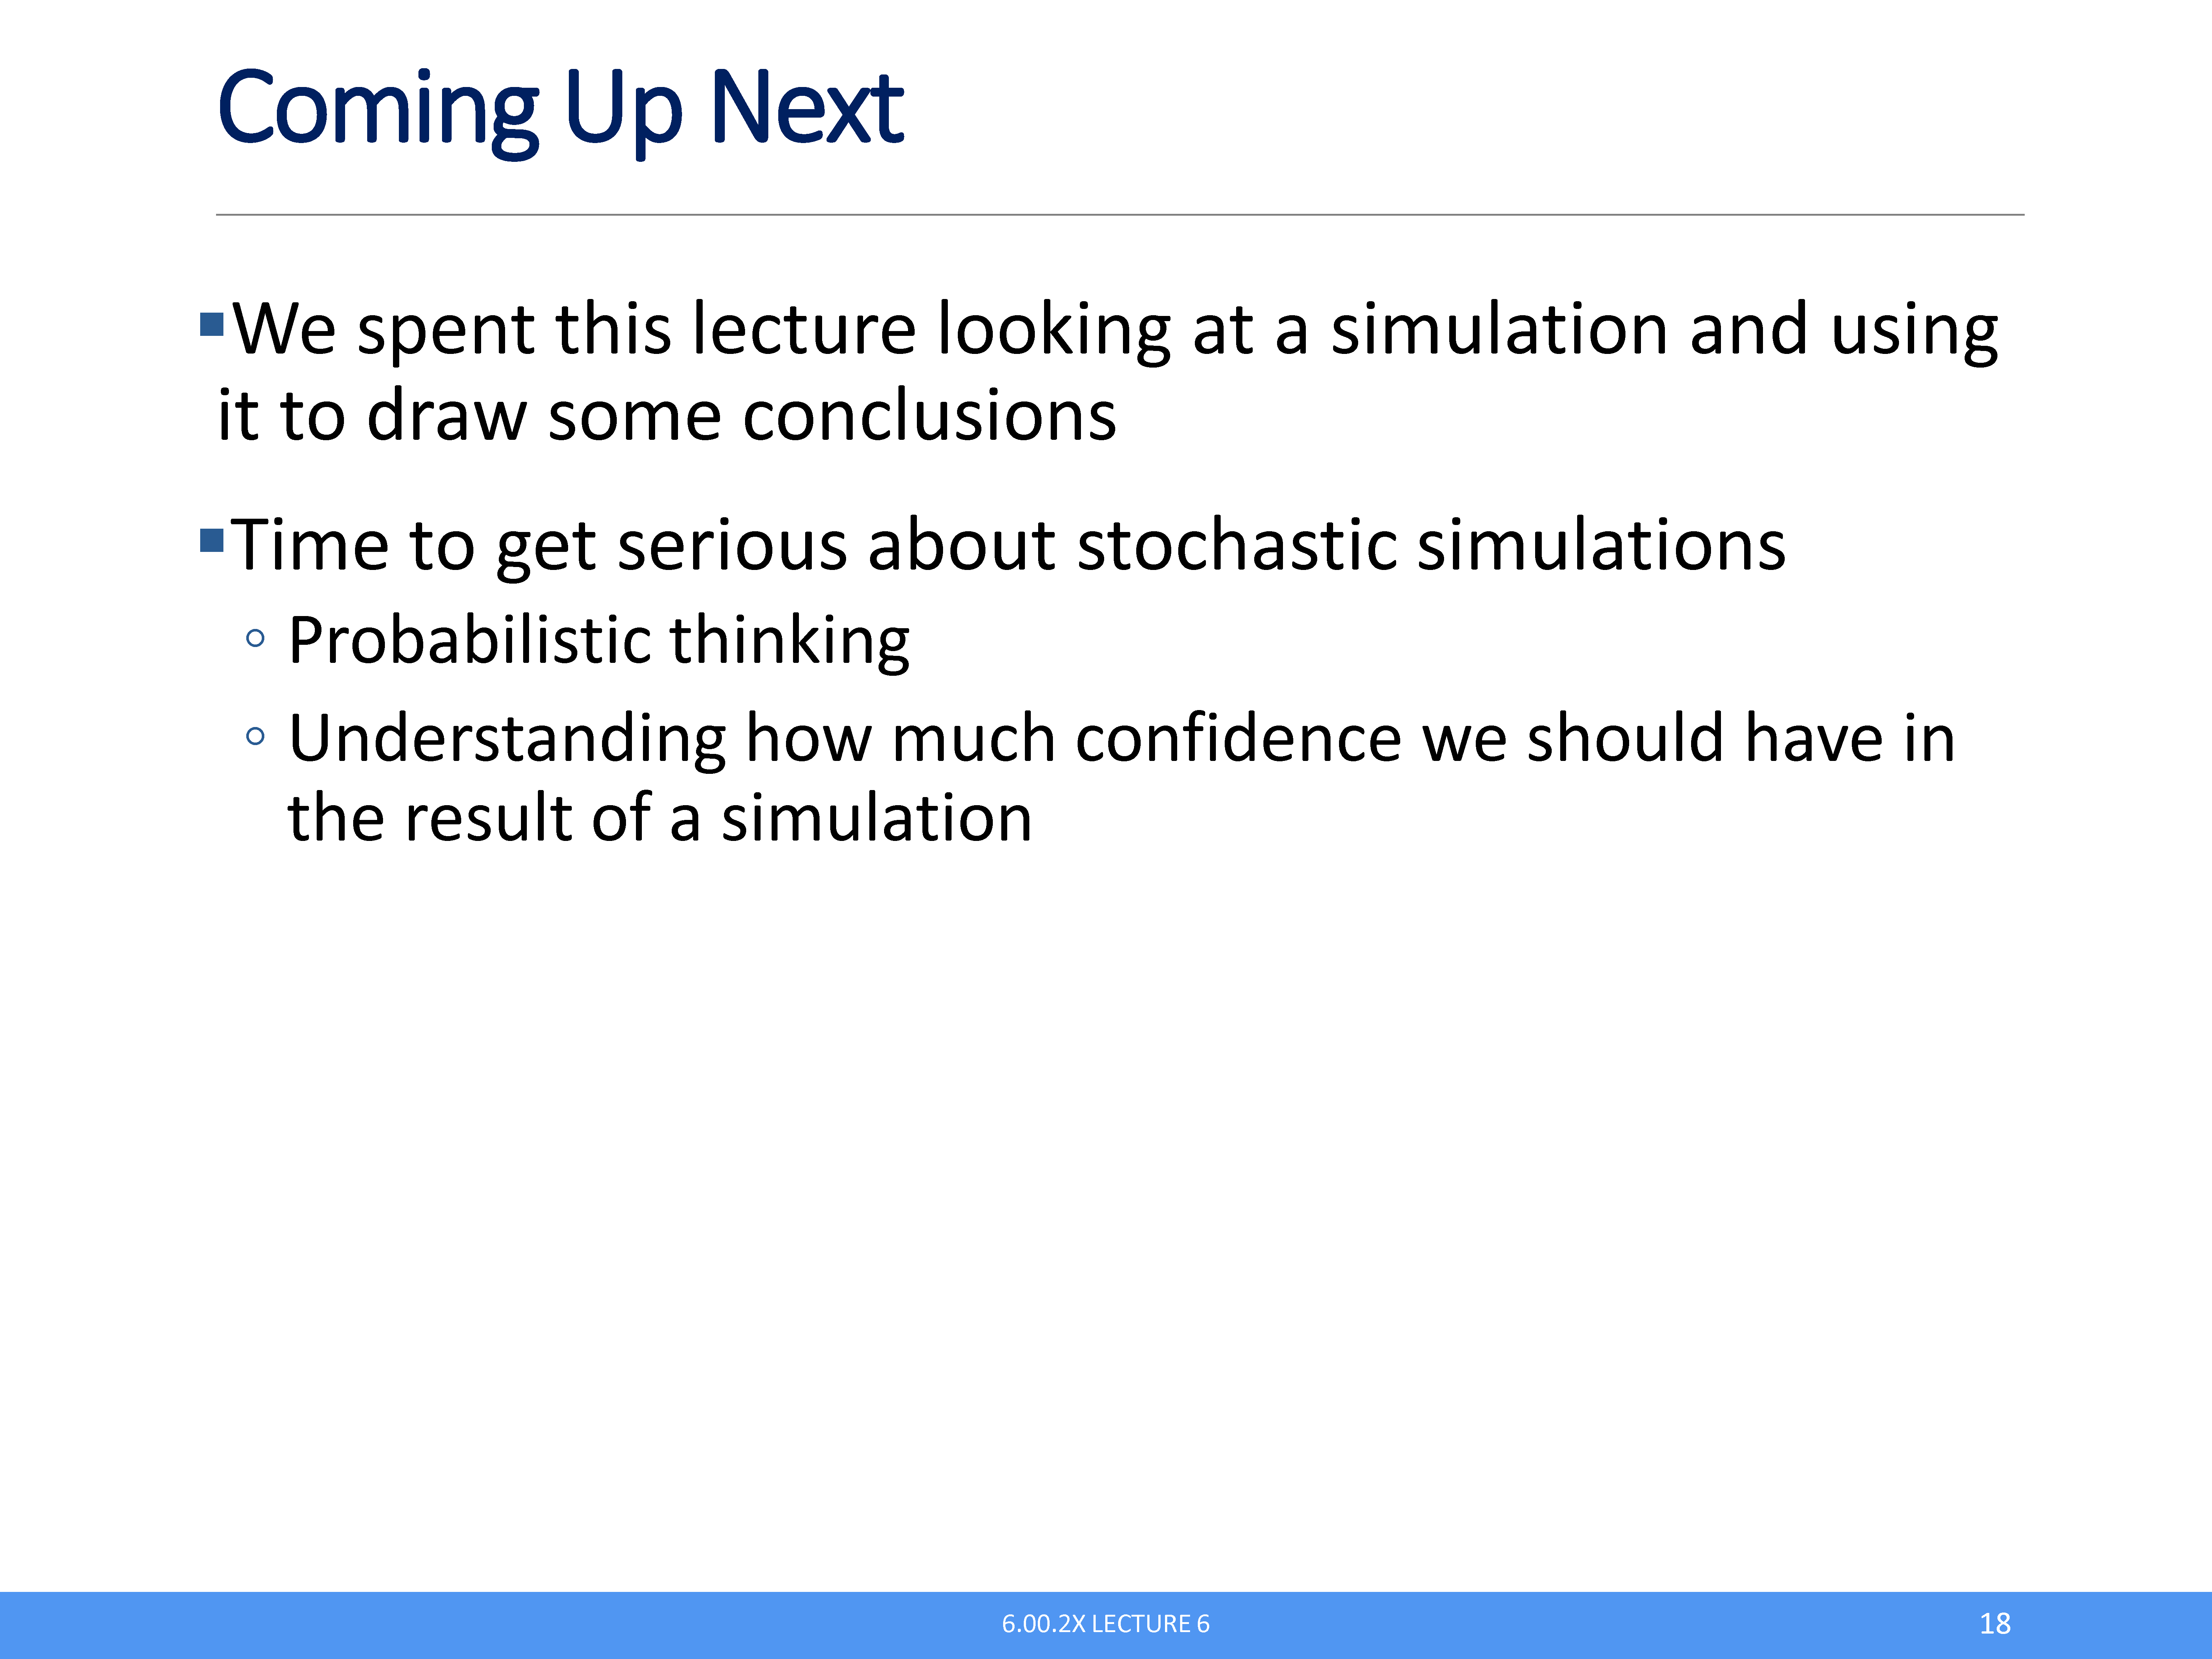 Coming Up Next
▪We spent this lecture looking at a simulation and using
it to draw some conclusions
▪Time to get serious about stochastic simulations
◦ Probabilistic thinking
◦ Understanding how much confidence we should have in
the result of a simulation
6.00.2X LECTURE 6
18